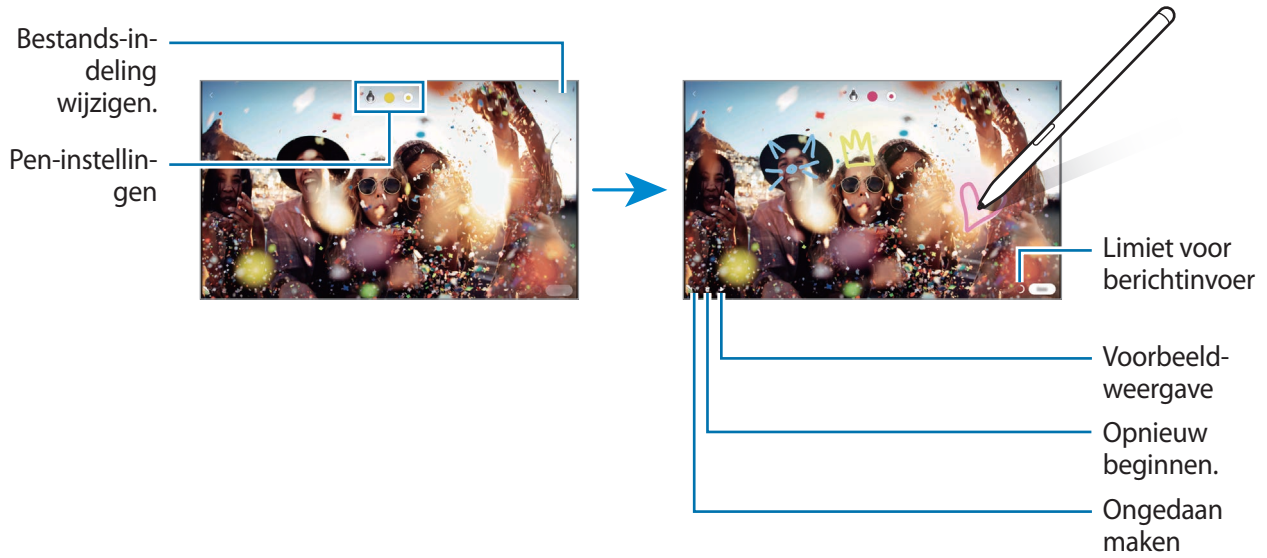 Bestands-in-
deling
wijzigen.
Pen-instellin-
gen
Limiet voor
berichtinvoer
Voorbeeld-
weergave
Opnieuw
beginnen.
Ongedaan
maken